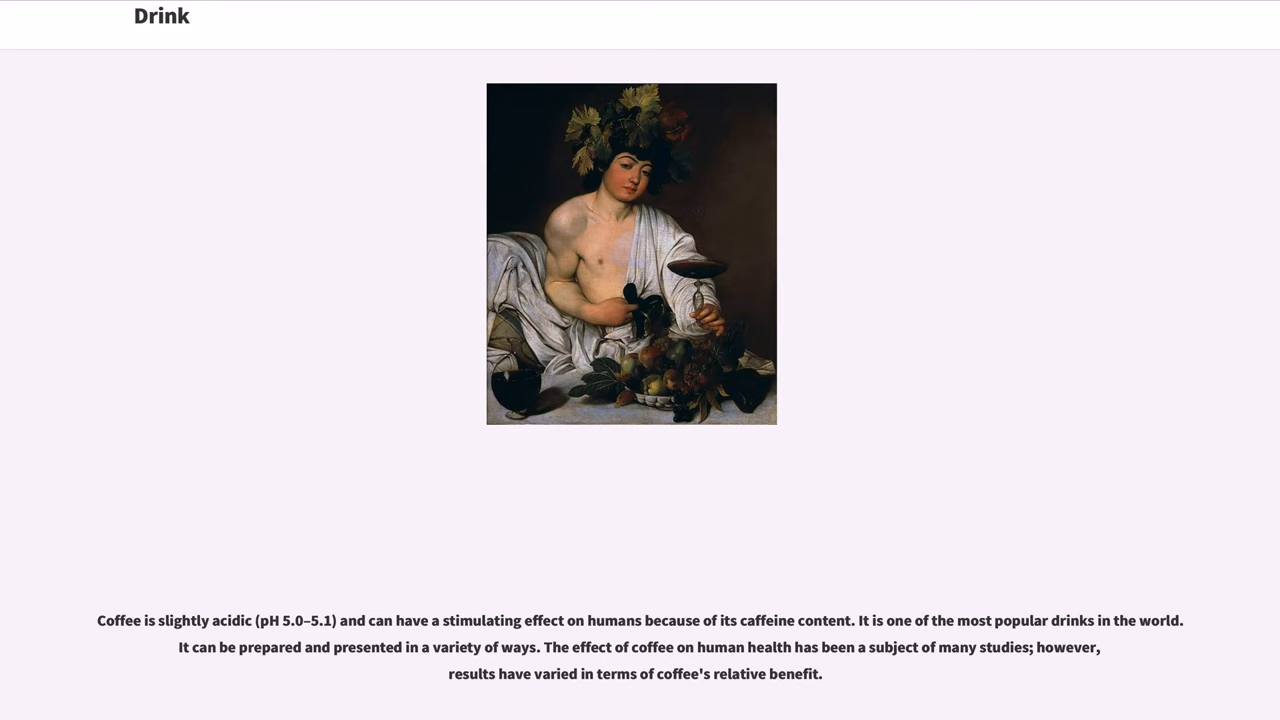 Drink
Coffee is slightly acidic (pH 5.0–5.1) and can have a stimulating effect on humans because of its caffeine content. It is one of the most popular drinks in the world.
It can be prepared and presented in a variety of ways. The effect of coffee on human health has been a subject of many studies; however,
results have varied in terms of coffee's relative benefit.